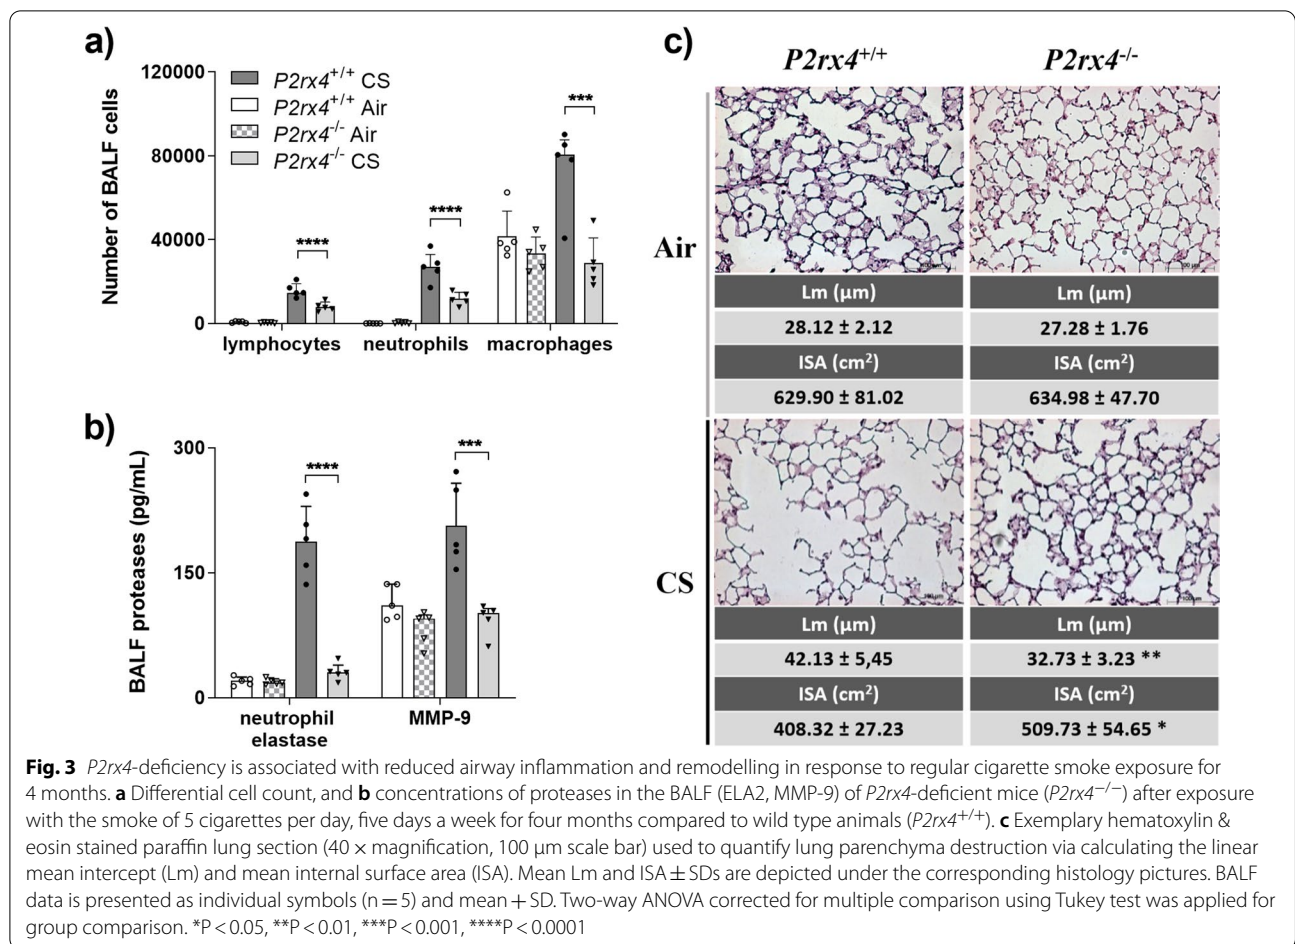 a)
Number of BALF cells
120000
80000
40000
0
P2rx4+/+ CS
P2rx4+/+ Air
P2rx4-/- Air
P2rx4-/- CS
****
****
***
lymphocytes
neutrophils
macrophages
b)
BALF proteases (pg/mL)
300
150
0
****
***
neutrophil
elastase
MMP-9
c)
P2rx4+/+
P2rx4-/-
Air
Lm (µm)
Lm (µm)
28.12 ± 2.12
27.28 ± 1.76
ISA (cm²)
ISA (cm²)
629.90 ± 81.02
634.98 ± 47.70
CS
Lm (µm)
Lm (µm)
42.13 ± 5,45
32.73 ± 3.23 **
ISA (cm²)
ISA (cm²)
408.32 ± 27.23
509.73 ± 54.65 *
Fig. 3 P2rx4-deficiency is associated with reduced airway inflammation and remodelling in response to regular cigarette smoke exposure for
4 months. a Differential cell count, and b concentrations of proteases in the BALF (ELA2, MMP-9) of P2rx4-deficient mice (P2rx4−/−) after exposure
with the smoke of 5 cigarettes per day, five days a week for four months compared to wild type animals (P2rx4+/+). c Exemplary hematoxylin &
eosin stained paraffin lung section (40 × magnification, 100 µm scale bar) used to quantify lung parenchyma destruction via calculating the linear
mean intercept (Lm) and mean internal surface area (ISA). Mean Lm and ISA ± SDs are depicted under the corresponding histology pictures. BALF
data is presented as individual symbols (n = 5) and mean + SD. Two-way ANOVA corrected for multiple comparison using Tukey test was applied for
group comparison. *P < 0.05, **P < 0.01, ***P < 0.001, ****P < 0.0001